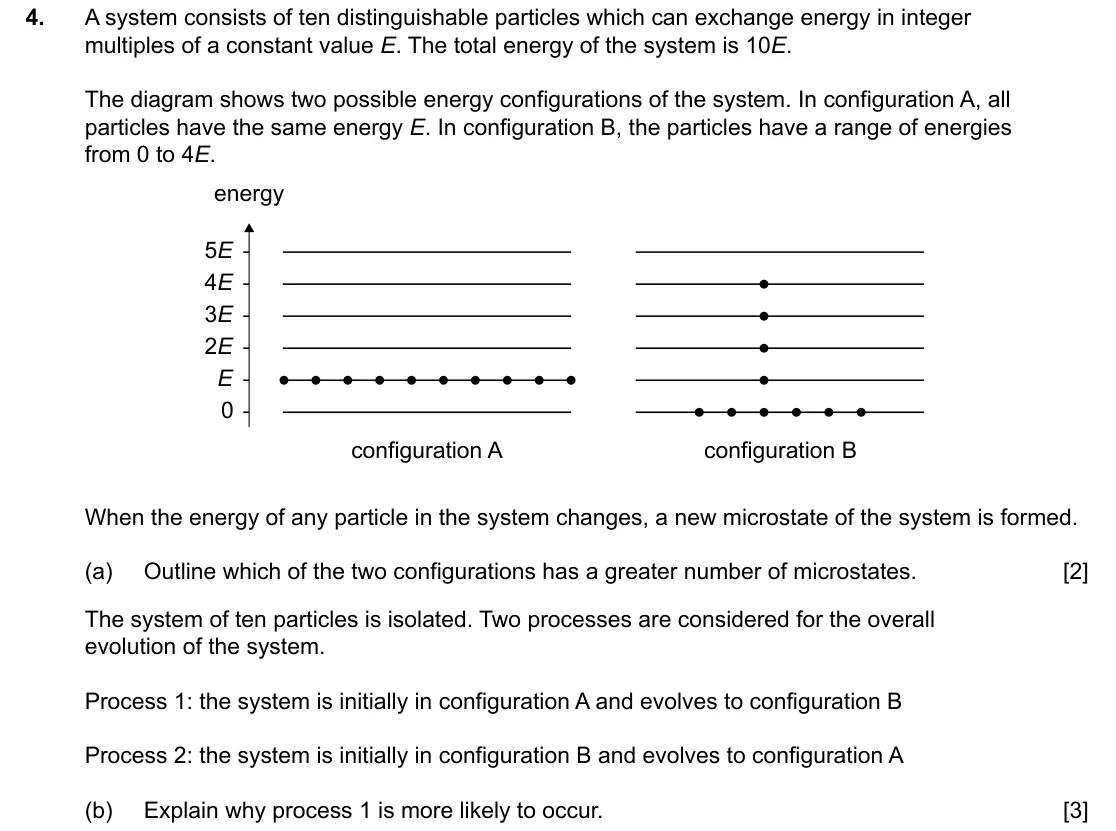 4. A system consists of ten distinguishable particles which can exchange energy in integer
multiples of a constant value E. The total energy of the system is 10E.
The diagram shows two possible energy configurations of the system. In configuration A, all
particles have the same energy E. In configuration B, the particles have a range of energies
from 0 to 4E.
energy
5E
4E
3E
2E
E
0
configuration A
configuration B
When the energy of any particle in the system changes, a new microstate of the system is formed.
(a) Outline which of the two configurations has a greater number of microstates. [2]
The system of ten particles is isolated. Two processes are considered for the overall
evolution of the system.
Process 1: the system is initially in configuration A and evolves to configuration B
Process 2: the system is initially in configuration B and evolves to configuration A
(b) Explain why process 1 is more likely to occur. [3]